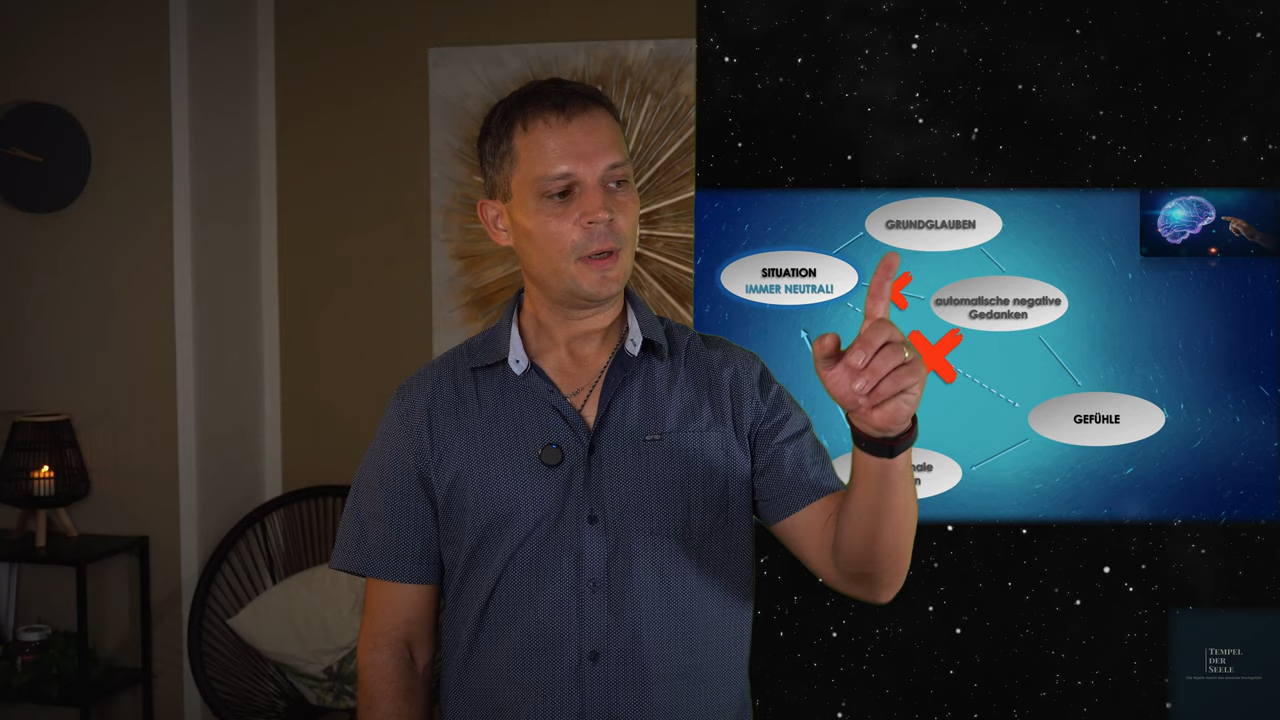 GRUNDGLAUBEN
SITUATION
IMMER NEUTRAL!
automatische negative
Gedanken
GEFÜHLE
TEMPEL
DER
SEELE